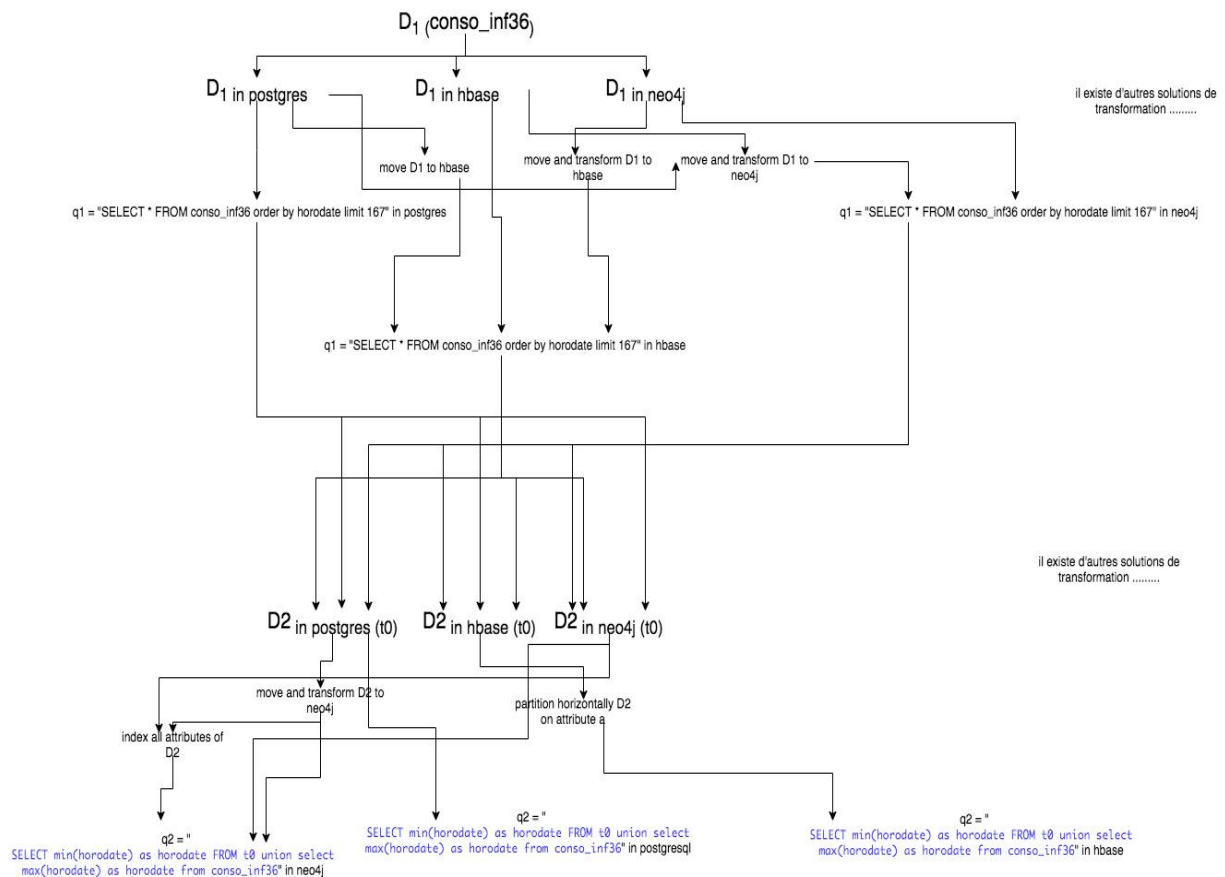 D1 (conso_inf36)
D1 in postgres
D1 in hbase
D1 in neo4j
il existe d'autres solutions de
transformation .........
move D1 to hbase
move and transform D1 to
hbase
move and transform D1 to
neo4j
q1 = "SELECT * FROM conso_inf36 order by horodate limit 167" in postgres
q1 = "SELECT * FROM conso_inf36 order by horodate limit 167" in neo4j
q1 = "SELECT * FROM conso_inf36 order by horodate limit 167" in hbase
il existe d'autres solutions de
transformation .........
D2 in postgres (t0)
D2 in hbase (t0)
D2 in neo4j (t0)
move and transform D2 to
neo4j
partition horizontally D2
on attribute a
index all attributes of
D2
q2 = "
SELECT min(horodate) as horodate FROM t0 union select
max(horodate) as horodate from conso_inf36" in neo4j
q2 = "
SELECT min(horodate) as horodate FROM t0 union select
max(horodate) as horodate from conso_inf36" in postgresql
q2 = "
SELECT min(horodate) as horodate FROM t0 union select
max(horodate) as horodate from conso_inf36" in hbase